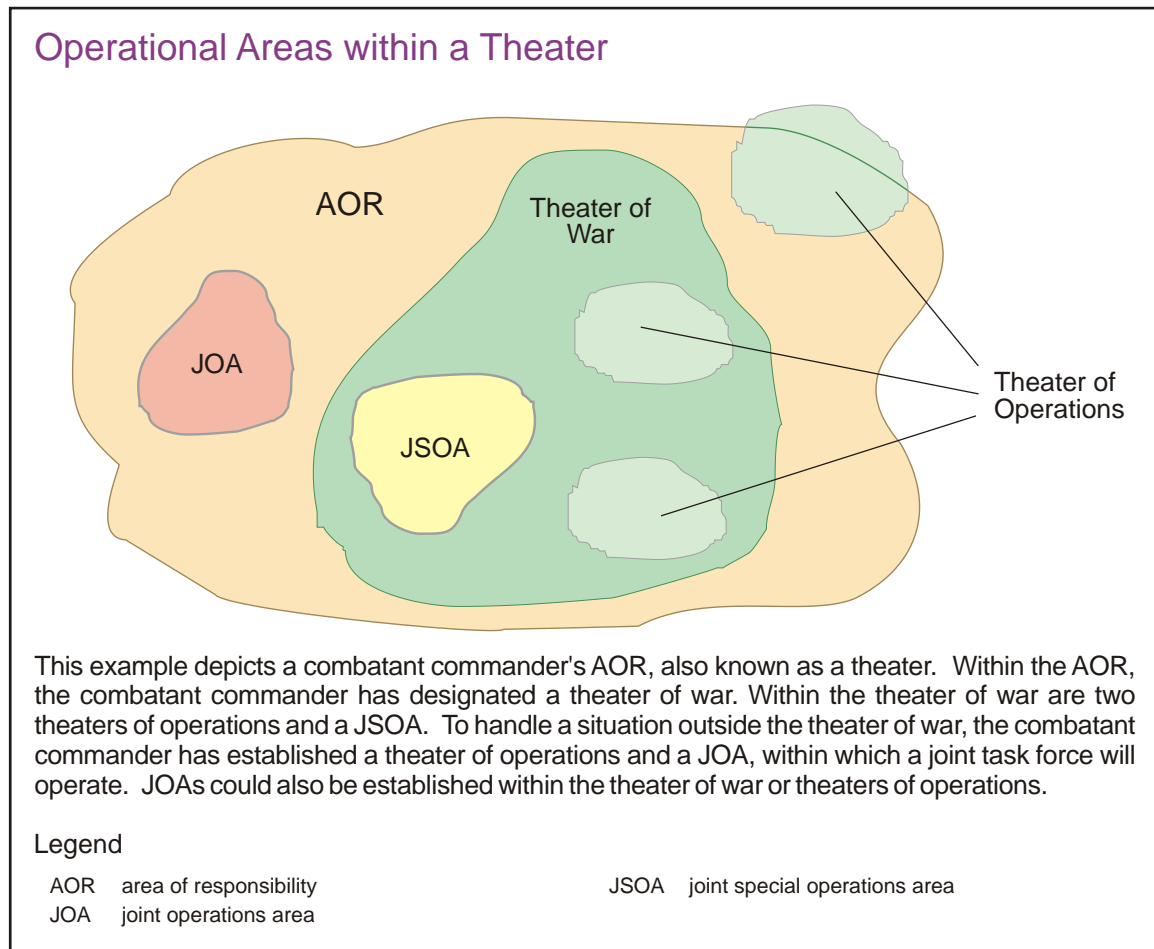 Operational Areas within a Theater
AOR
Theater of
War
JOA
JSOA
Theater of
Operations
This example depicts a combatant commander's AOR, also known as a theater. Within the AOR,
the combatant commander has designated a theater of war. Within the theater of war are two
theaters of operations and a JSOA. To handle a situation outside the theater of war, the combatant
commander has established a theater of operations and a JOA, within which a joint task force will
operate. JOAs could also be established within the theater of war or theaters of operations.
Legend
AOR area of responsibility
JOA joint operations area
JSOA joint special operations area